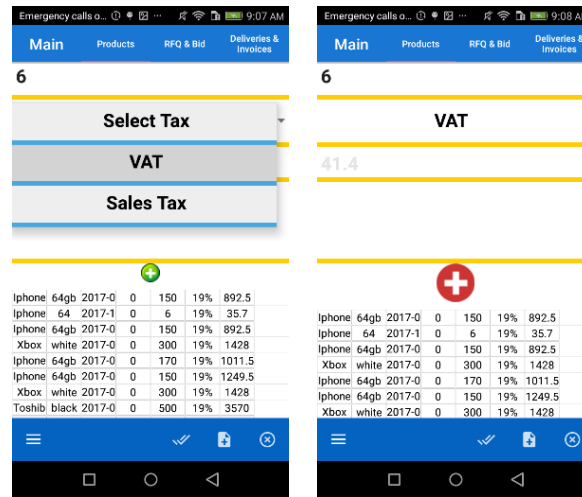 Emergency calls o... 9:07 AM
Main Products RFQ & Bid Deliveries & Invoices
6
Select Tax
VAT
Sales Tax
Iphone 64gb 2017-0 0 150 19% 892.5
Iphone 64 2017-1 0 6 19% 35.7
Iphone 64gb 2017-0 0 150 19% 892.5
Xbox white 2017-0 0 300 19% 1428
Iphone 64gb 2017-0 0 170 19% 1011.5
Iphone 64gb 2017-0 0 150 19% 1249.5
Xbox white 2017-0 0 300 19% 1428
Toshib black 2017-0 0 500 19% 3570
Emergency calls o... 9:08 AM
Main Products RFQ & Bid Deliveries & Invoices
6
VAT
41.4
Iphone 64gb 2017-0 0 150 19% 892.5
Iphone 64 2017-1 0 6 19% 35.7
Iphone 64gb 2017-0 0 150 19% 892.5
Xbox white 2017-0 0 300 19% 1428
Iphone 64gb 2017-0 0 170 19% 1011.5
Iphone 64gb 2017-0 0 150 19% 1249.5
Xbox white 2017-0 0 300 19% 1428